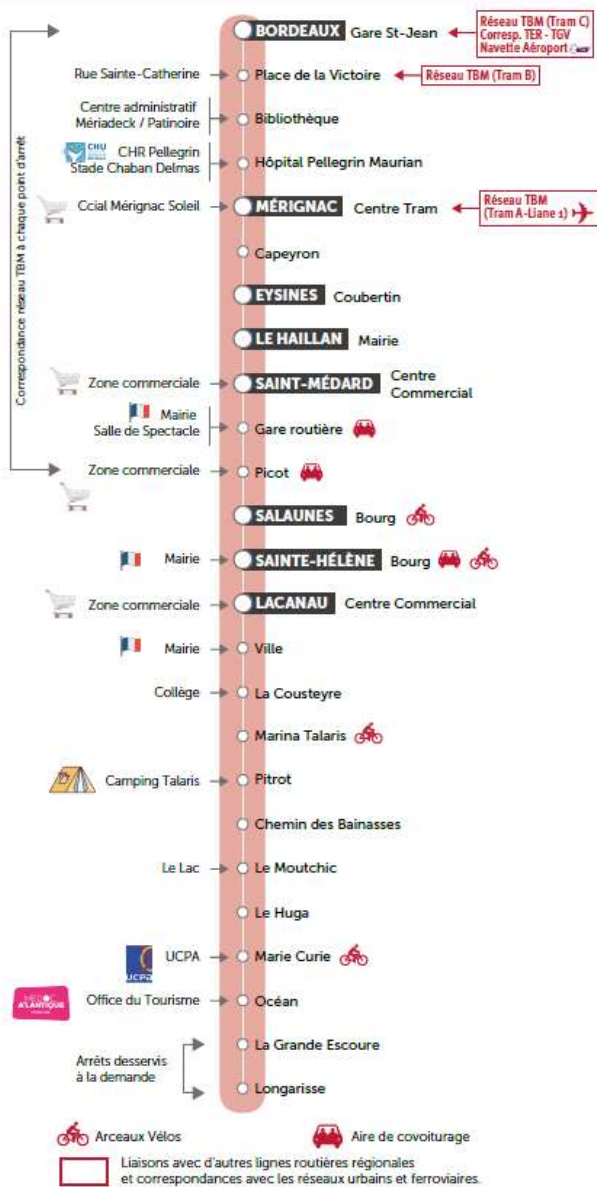 BORDEAUX Gare St-Jean
Réseau TBM (Tram C)
Corresp. TER - TGV
Navette Aéroport
Rue Sainte-Catherine
Place de la Victoire
Réseau TBM (Tram B)
Centre administratif
Mériadeck / Patinoire
Bibliothèque
CHU
CHR Pellegrin
Stade Chaban Delmas
Hôpital Pellegrin Maurian
Ccial Mérignac Soleil
MÉRIGNAC Centre Tram
Réseau TBM
(Tram A-Liane 1)
Capeyron
EYSINES Coubertin
LE HAILLAN Mairie
Zone commerciale
SAINT-MÉDARD Centre
Commercial
Mairie
Salle de Spectacle
Gare routière
Zone commerciale
Picot
Correspondance réseau TBM à chaque point d'arrêt
SALAUNES Bourg
Mairie
SAINTE-HÉLÈNE Bourg
Zone commerciale
LACANAU Centre Commercial
Mairie
Ville
Collège
La Cousteyre
Marina Talaris
Camping Talaris
Pitrot
Chemin des Bainasses
Le Lac
Le Moutchic
Le Huga
UCPA
UCPA
Marie Curie
MÉDOC
ATLANTIQUE
Office du Tourisme
Océan
Arrêts desservis
à la demande
La Grande Escoure
Longarisse
Arceaux Vélos
Aire de covoiturage
Liaisons avec d'autres lignes routières régionales
et correspondances avec les réseaux urbains et ferroviaires.